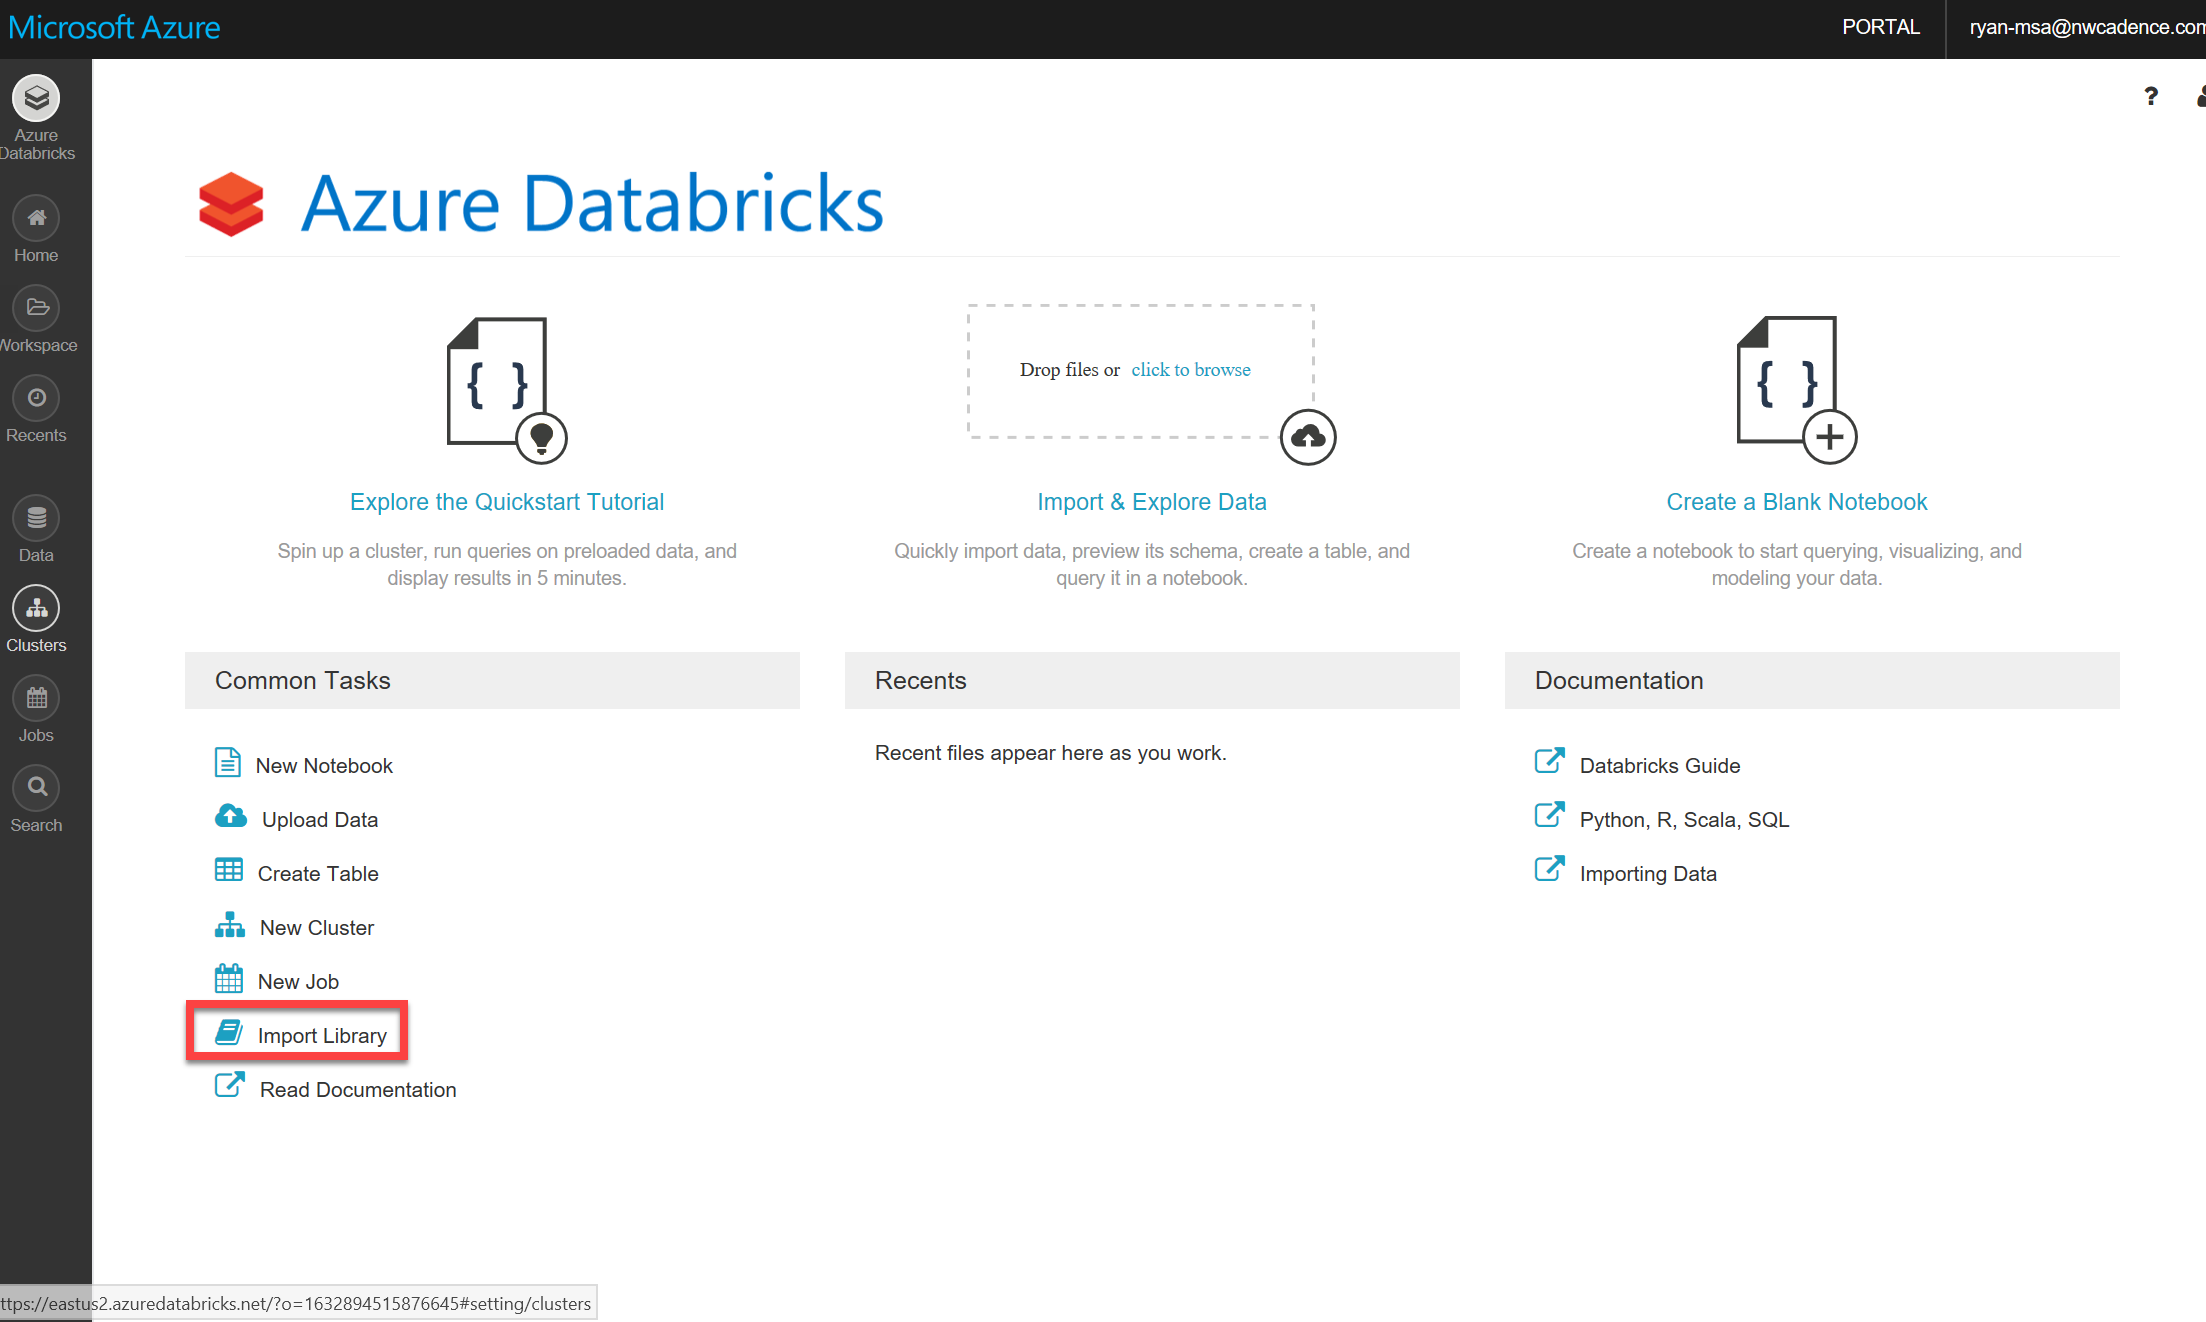 Microsoft Azure
PORTAL
ryan-msa@nwcadence.com
?
Azure
Databricks
Home
Workspace
Recents
Data
Clusters
Jobs
Search
Azure Databricks
{ }
Drop files or click to browse
{ }
Explore the Quickstart Tutorial
Spin up a cluster, run queries on preloaded data, and
display results in 5 minutes.
Import & Explore Data
Quickly import data, preview its schema, create a table, and
query it in a notebook.
Create a Blank Notebook
Create a notebook to start querying, visualizing, and
modeling your data.
Common Tasks
New Notebook
Upload Data
Create Table
New Cluster
New Job
Import Library
Read Documentation
Recents
Recent files appear here as you work.
Documentation
Databricks Guide
Python, R, Scala, SQL
Importing Data
ttps://eastus2.azuredatabricks.net/?o=1632894515876645#setting/clusters